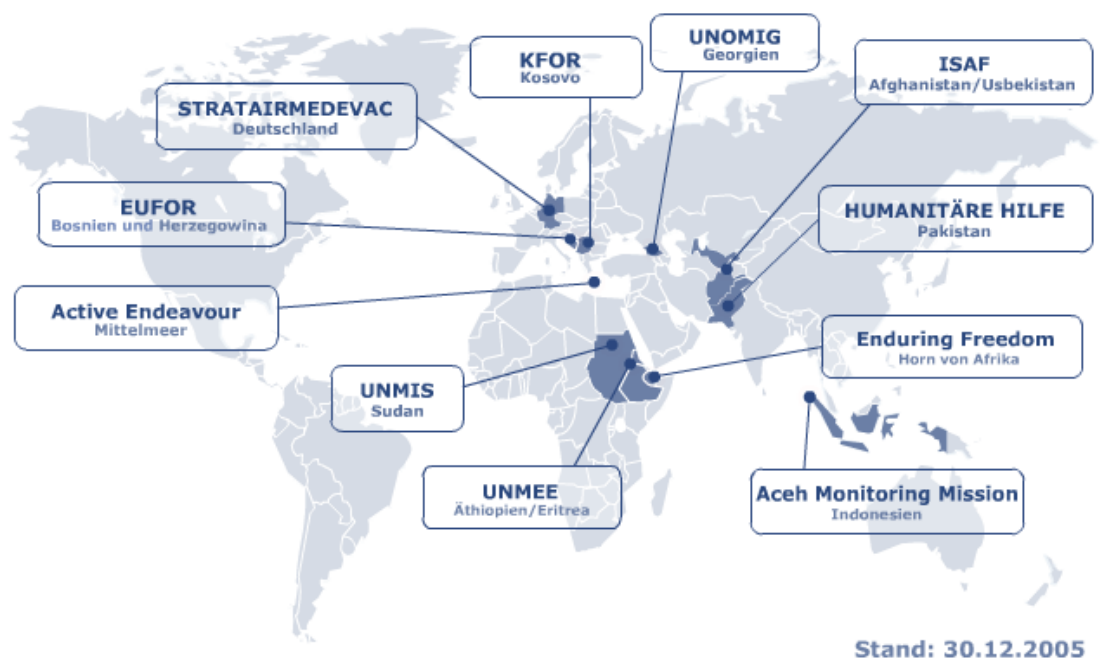 UNOMIG
Georgien
KFOR
Kosovo
ISAF
Afghanistan/Usbekistan
STRATAIRMEDEVAC
Deutschland
EUFOR
Bosnien und Herzegowina
HUMANITÄRE HILFE
Pakistan
Active Endeavour
Mittelmeer
Enduring Freedom
Horn von Afrika
UNMIS
Sudan
UNMEE
Äthiopien/Eritrea
Aceh Monitoring Mission
Indonesien
Stand: 30.12.2005